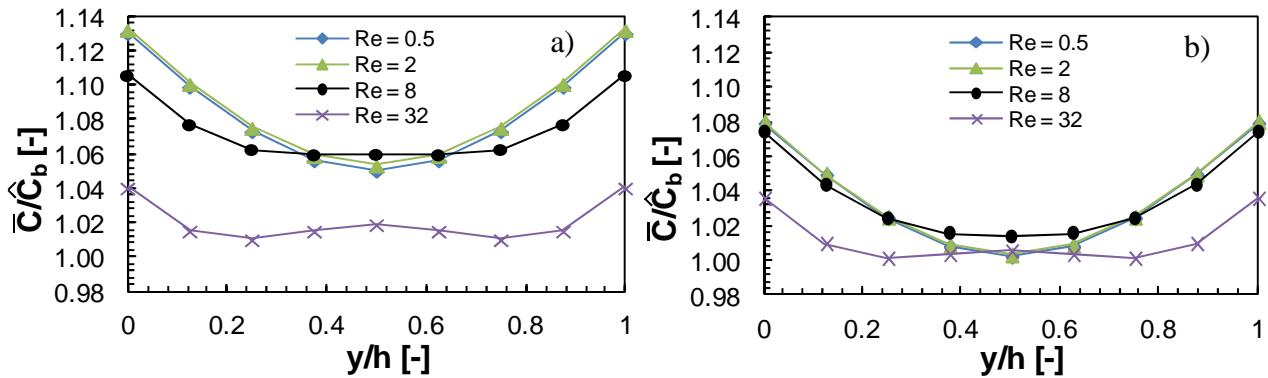 a)
Re = 0.5
Re = 2
Re = 8
Re = 32
1.14
1.12
1.10
1.08
1.06
1.04
1.02
1.00
0.98
C̅/Ĉb [-]
0 0.2 0.4 0.6 0.8 1
y/h [-]
b)
Re = 0.5
Re = 2
Re = 8
Re = 32
1.14
1.12
1.10
1.08
1.06
1.04
1.02
1.00
0.98
C̅/Ĉb [-]
0 0.2 0.4 0.6 0.8 1
y/h [-]